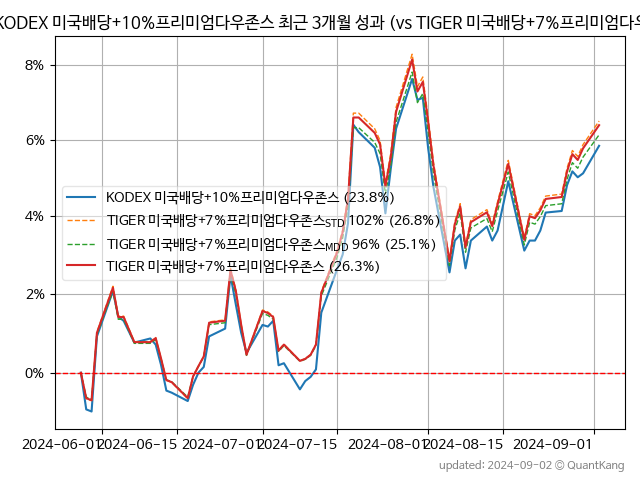 KODEX 미국배당+10%프리미엄다우존스 최근 3개월 성과 (vs TIGER 미국배당+7%프리미엄다우
8%
6%
4%
2%
0%
KODEX 미국배당+10%프리미엄다우존스 (23.8%)
TIGER 미국배당+7%프리미엄다우존스STD 102% (26.8%)
TIGER 미국배당+7%프리미엄다우존스MDD 96% (25.1%)
TIGER 미국배당+7%프리미엄다우존스 (26.3%)
2024-06-01 2024-06-15 2024-07-01 2024-07-15 2024-08-01 2024-08-15 2024-09-01
updated: 2024-09-02 © QuantKang